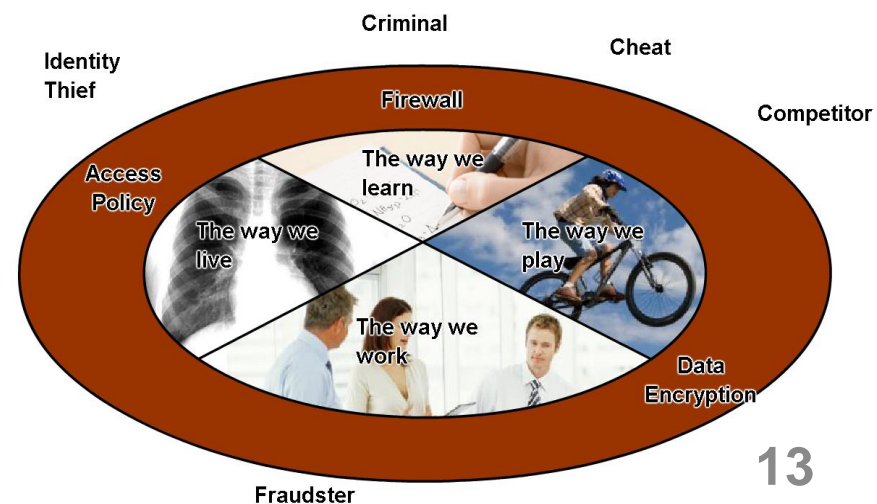 Criminal
Cheat
Identity
Thief
Competitor
Firewall
Access
Policy
The way we
learn
The way we
live
The way we
play
The way we
work
Data
Encryption
Fraudster
13